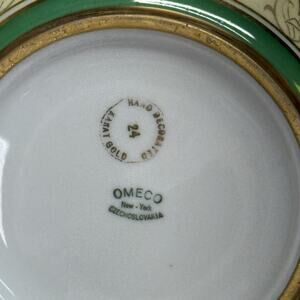 HAND DECORATED
24
KARAT GOLD
OMECO
New - York
CZECHOSLOVAKIA